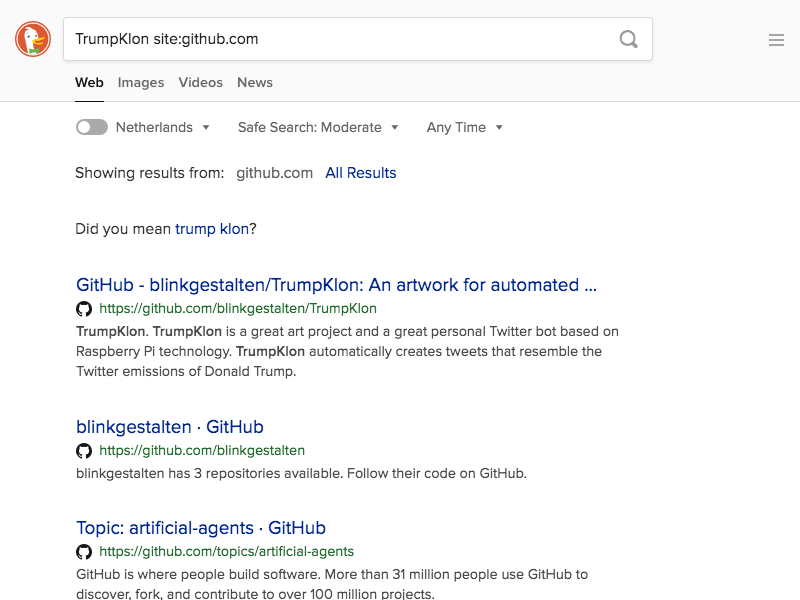 TrumpKlon site:github.com
Web Images Videos News
Netherlands Safe Search: Moderate Any Time
Showing results from: github.com All Results
Did you mean trump klon?
GitHub - blinkgestalten/TrumpKlon: An artwork for automated ...
https://github.com/blinkgestalten/TrumpKlon
TrumpKlon. TrumpKlon is a great art project and a great personal Twitter bot based on
Raspberry Pi technology. TrumpKlon automatically creates tweets that resemble the
Twitter emissions of Donald Trump.
blinkgestalten · GitHub
https://github.com/blinkgestalten
blinkgestalten has 3 repositories available. Follow their code on GitHub.
Topic: artificial-agents · GitHub
https://github.com/topics/artificial-agents
GitHub is where people build software. More than 31 million people use GitHub to
discover, fork, and contribute to over 100 million projects.